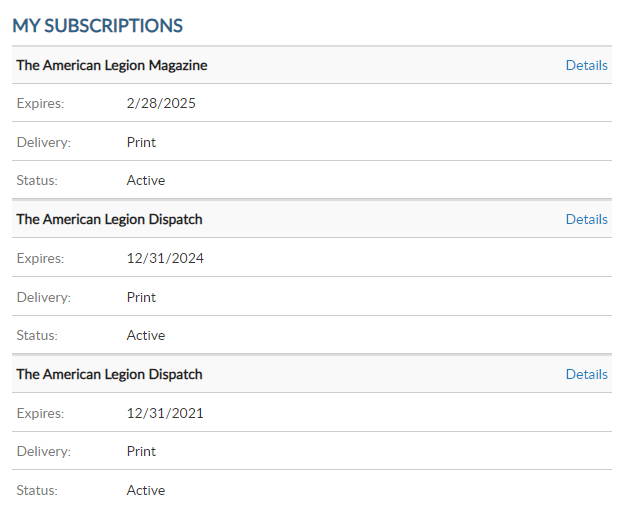 MY SUBSCRIPTIONS
The American Legion Magazine Details
Expires: 2/28/2025
Delivery: Print
Status: Active
The American Legion Dispatch Details
Expires: 12/31/2024
Delivery: Print
Status: Active
The American Legion Dispatch Details
Expires: 12/31/2021
Delivery: Print
Status: Active